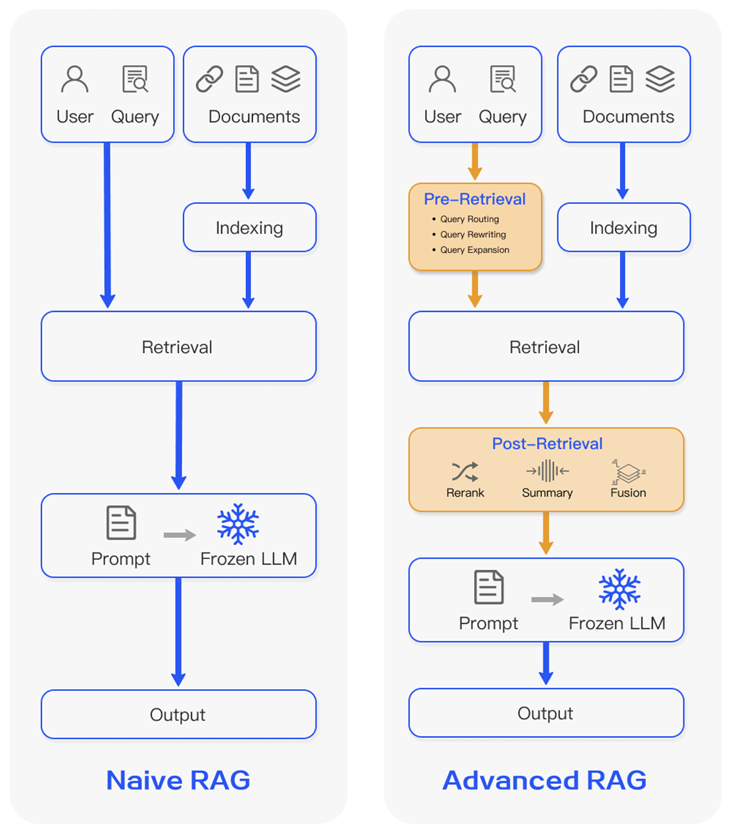 User Query
Documents
Indexing
Retrieval
Prompt
Frozen LLM
Output
Naive RAG
User Query
Documents
Pre-Retrieval
• Query Routing
• Query Rewriting
• Query Expansion
Indexing
Retrieval
Post-Retrieval
Rerank
Summary
Fusion
Prompt
Frozen LLM
Output
Advanced RAG